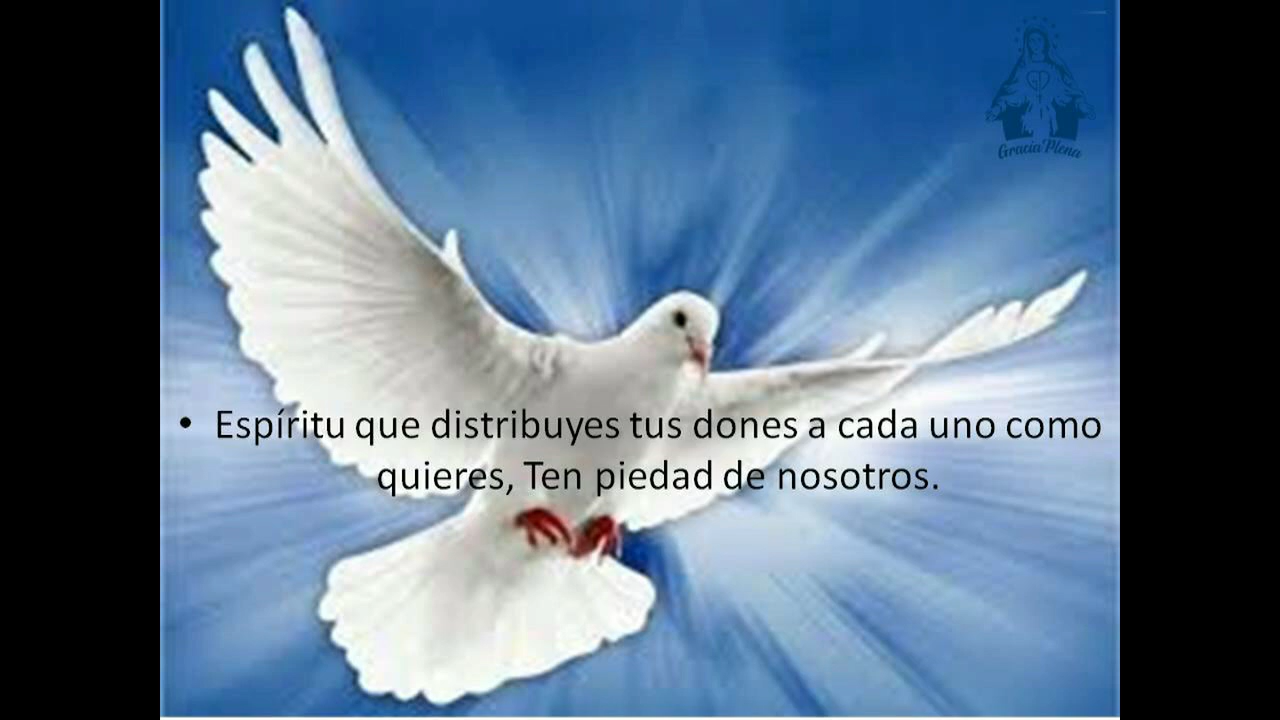 Gracia Plena
• Espíritu que distribuyes tus dones a cada uno como
quieres, Ten piedad de nosotros.